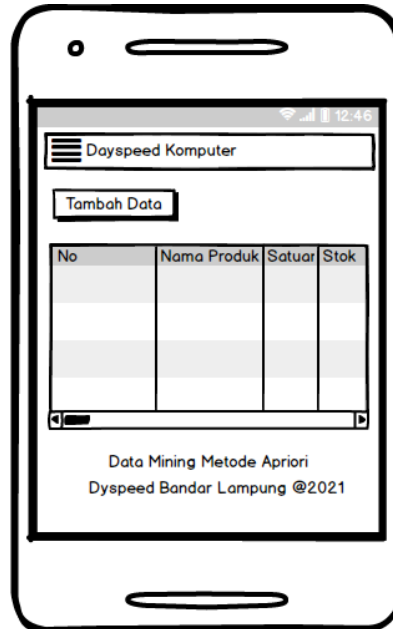 12:46
Dayspeed Komputer
Tambah Data
No Nama Produk Satuar Stok
Data Mining Metode Apriori
Dyspeed Bandar Lampung @2021